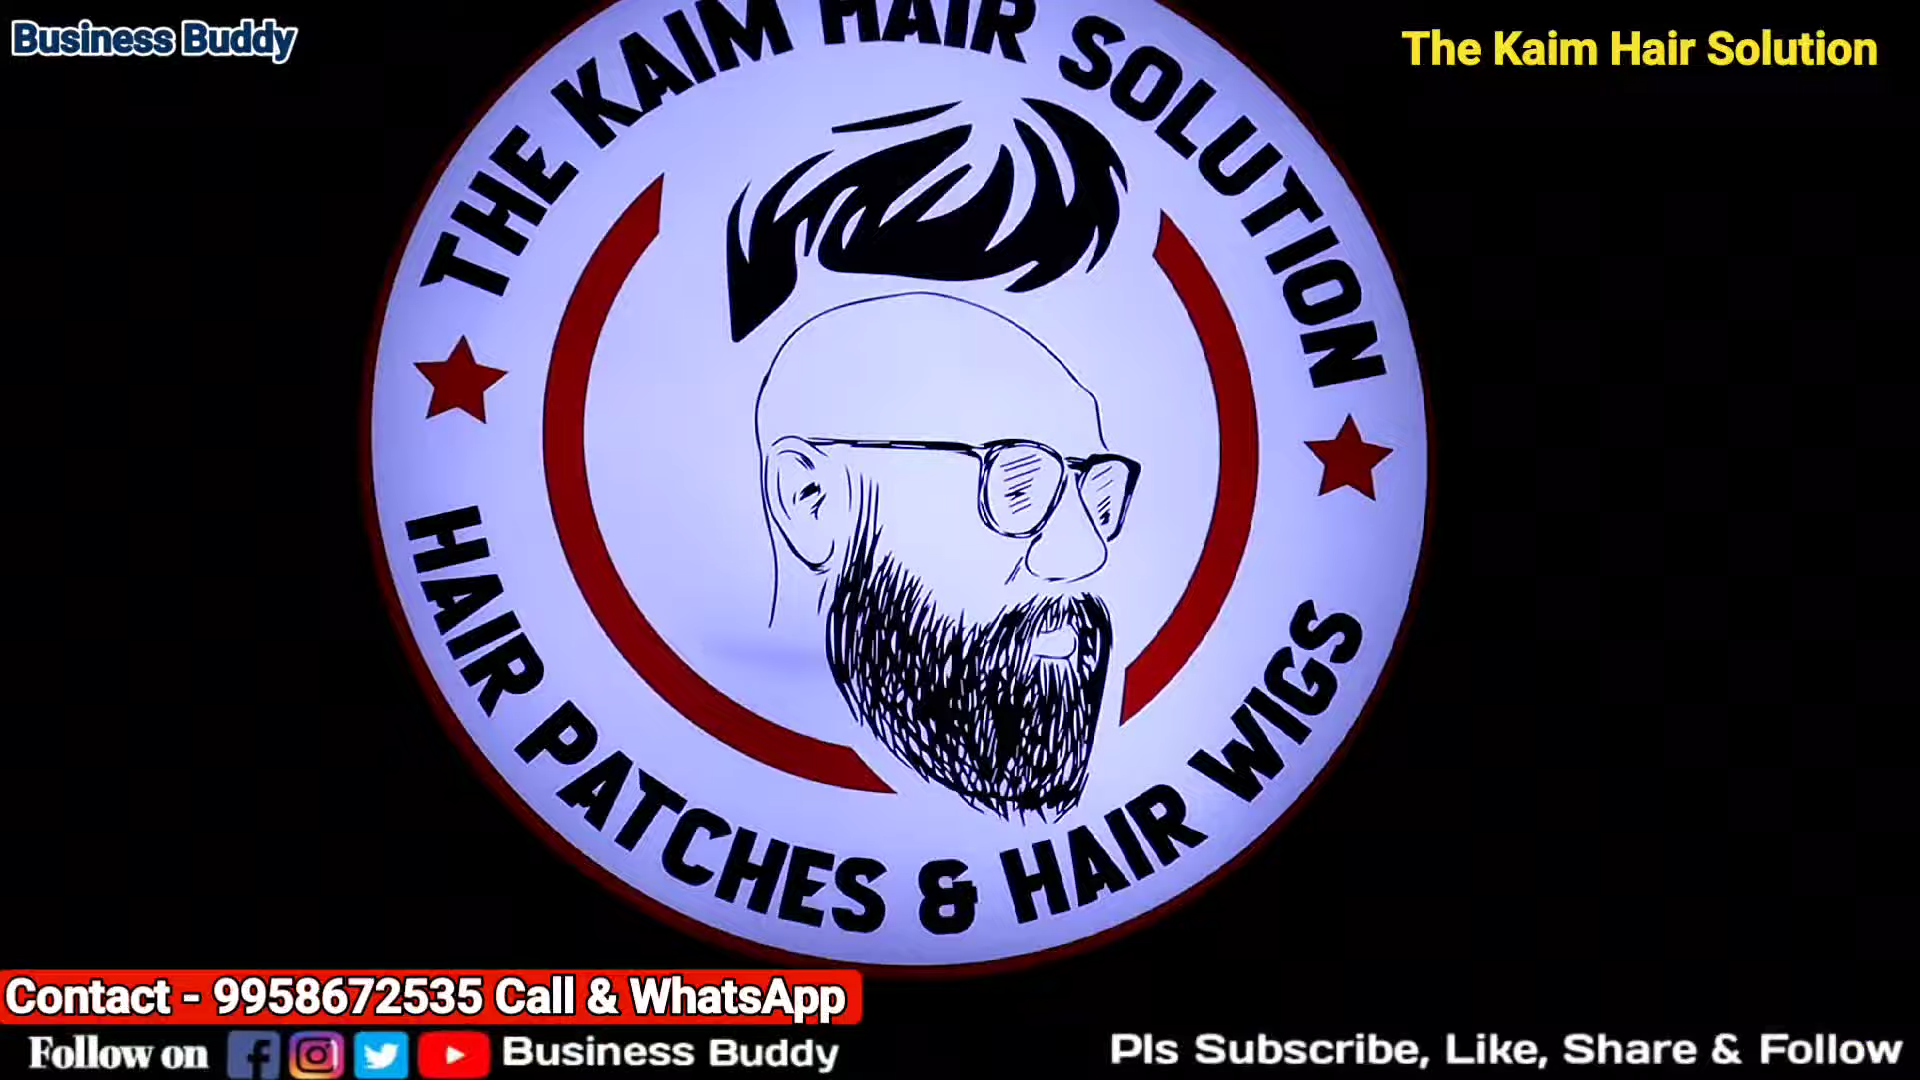 Business Buddy
The Kaim Hair Solution
THE KAIM HAIR SOLUTION
HAIR PATCHES & HAIR WIGS
Contact - 9958672535 Call & WhatsApp
Follow on Business Buddy
Pls Subscribe, Like, Share & Follow